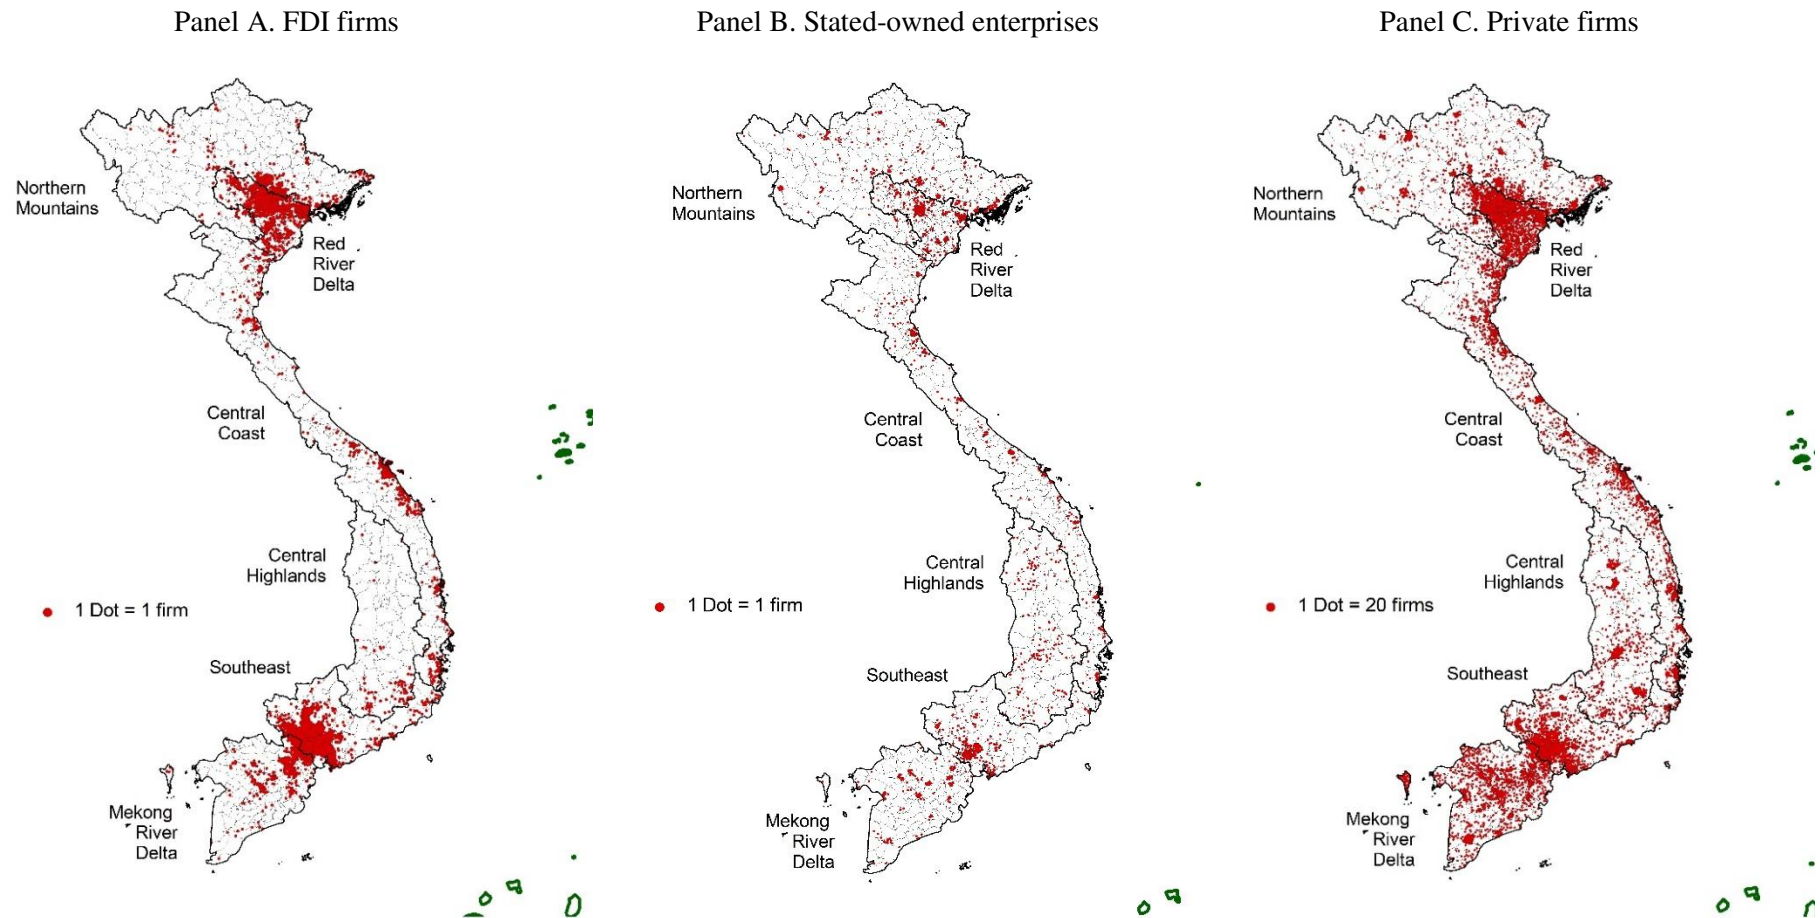 Panel A. FDI firms
Northern
Mountains
Red
River
Delta
Central
Coast
Central
Highlands
1 Dot = 1 firm
Southeast
Mekong
River
Delta
Panel B. Stated-owned enterprises
Northern
Mountains
Red
River
Delta
Central
Coast
Central
Highlands
1 Dot = 1 firm
Southeast
Mekong
River
Delta
Panel C. Private firms
Northern
Mountains
Red
River
Delta
Central
Coast
Central
Highlands
1 Dot = 20 firms
Southeast
Mekong
River
Delta